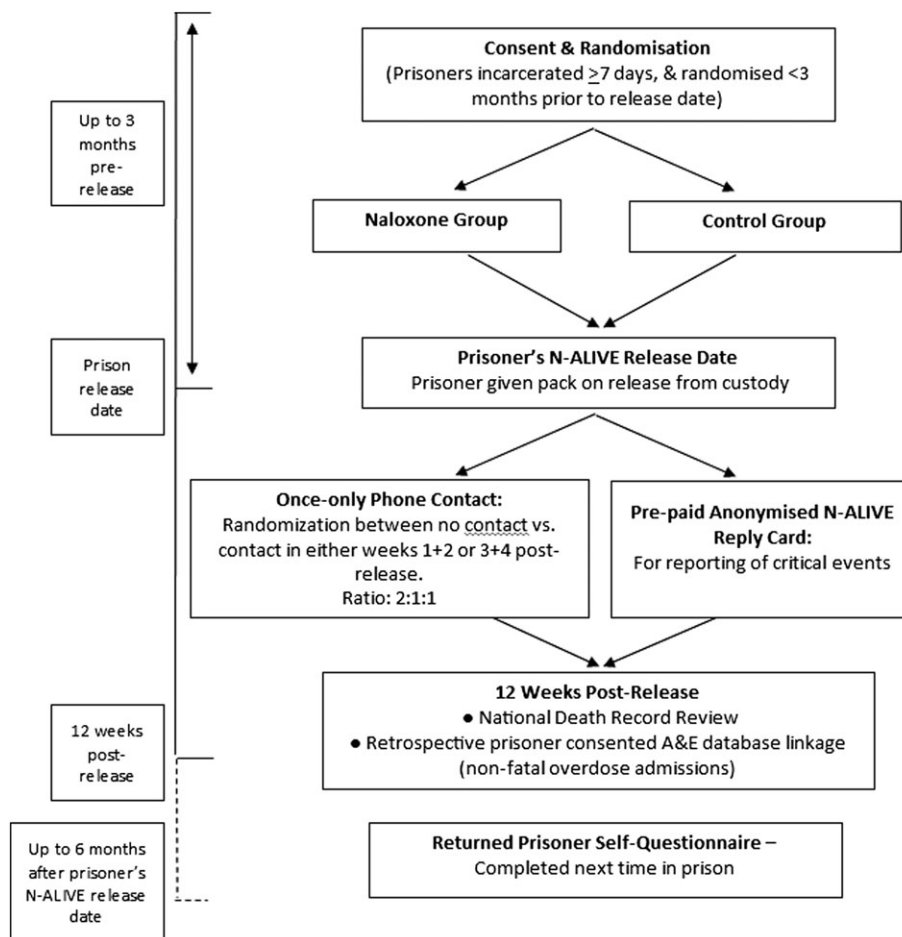 Consent & Randomisation
(Prisoners incarcerated ≥7 days, & randomised <3
months prior to release date)
Up to 3
months
pre-
release
Naloxone Group
Control Group
Prison
release
date
Prisoner's N-ALIVE Release Date
Prisoner given pack on release from custody
Once-only Phone Contact:
Randomization between no contact vs.
contact in either weeks 1+2 or 3+4 post-
release.
Ratio: 2:1:1
Pre-paid Anonymised N-ALIVE
Reply Card:
For reporting of critical events
12 weeks
post-
release
12 Weeks Post-Release
● National Death Record Review
● Retrospective prisoner consented A&E database linkage
(non-fatal overdose admissions)
Up to 6 months
after prisoner's
N-ALIVE release
date
Returned Prisoner Self-Questionnaire –
Completed next time in prison